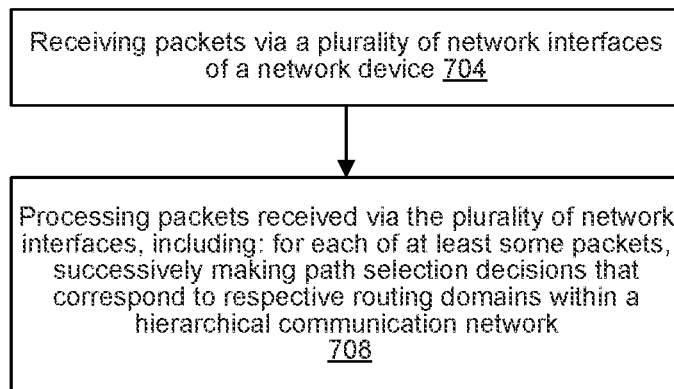 Receiving packets via a plurality of network interfaces
of a network device 704
Processing packets received via the plurality of network
interfaces, including: for each of at least some packets,
successively making path selection decisions that
correspond to respective routing domains within a
hierarchical communication network
708